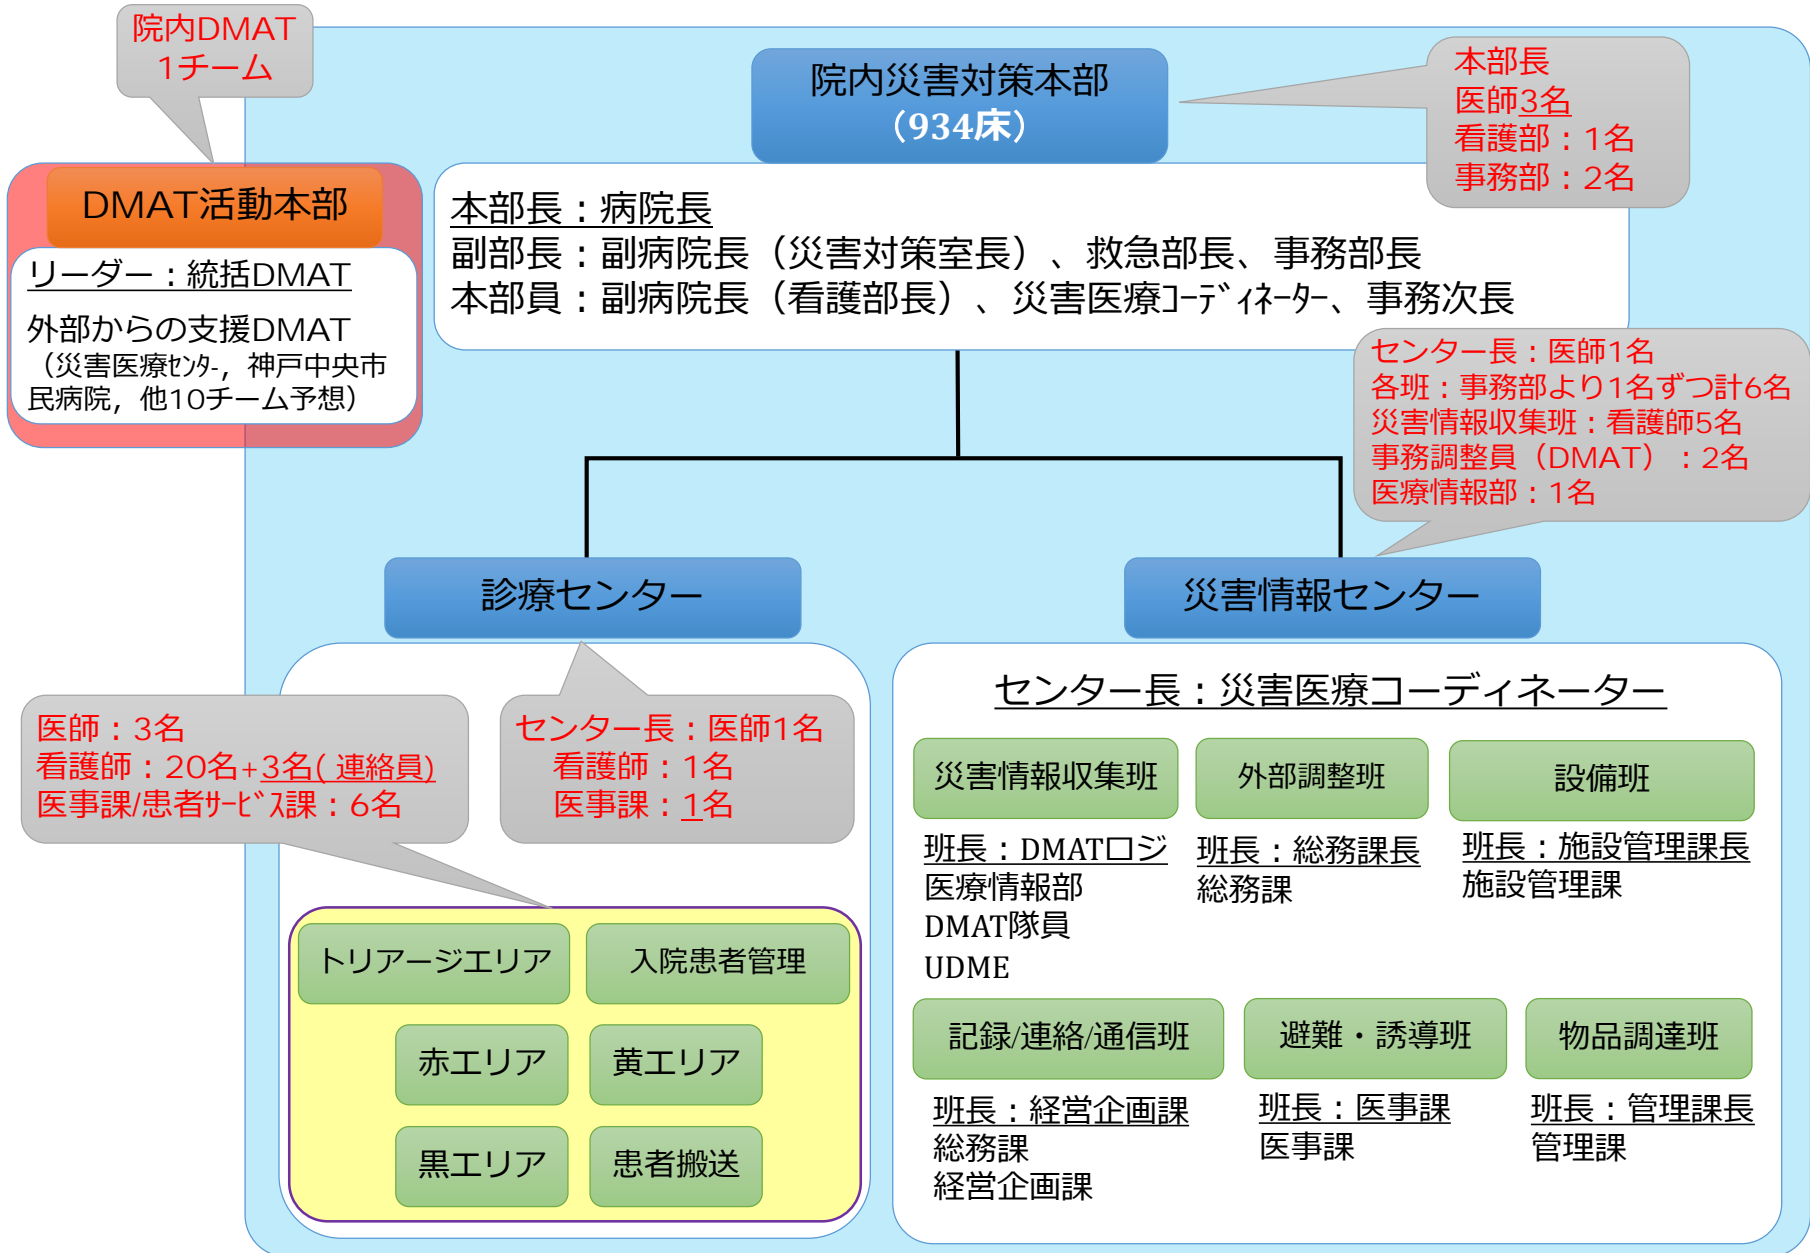 院内DMAT
1チーム
院内災害対策本部
（934床）
本部長
医師3名
看護部：1名
事務部：2名
DMAT活動本部
リーダー：統括DMAT
外部からの支援DMAT
（災害医療ｾﾝﾀ-，神戸中央市
民病院，他10チーム予想）
本部長：病院長
副部長：副病院長（災害対策室長）、救急部長、事務部長
本部員：副病院長（看護部長）、災害医療ｺｰﾃﾞｨﾈｰﾀｰ、事務次長
センター長：医師1名
各班：事務部より1名ずつ計6名
災害情報収集班：看護師5名
事務調整員（DMAT）：2名
医療情報部：1名
診療センター
災害情報センター
医師：3名
看護師：20名+3名( 連絡員)
医事課/患者ｻｰﾋﾞｽ課：6名
センター長：医師1名
看護師：1名
医事課：1名
トリアージエリア
入院患者管理
赤エリア
黄エリア
黒エリア
患者搬送
センター長：災害医療コーディネーター
災害情報収集班
班長：DMATロジ
医療情報部
DMAT隊員
UDME
外部調整班
班長：総務課長
総務課
設備班
班長：施設管理課長
施設管理課
記録/連絡/通信班
班長：経営企画課
総務課
経営企画課
避難・誘導班
班長：医事課
医事課
物品調達班
班長：管理課長
管理課